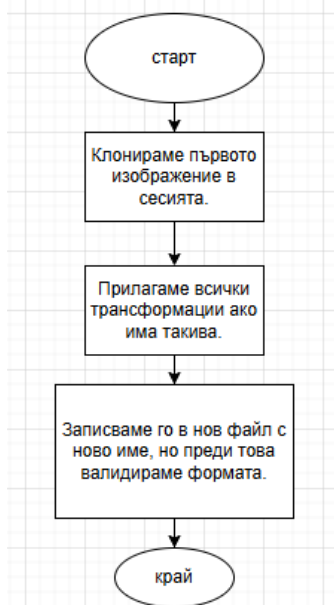 старт
Клонираме първото
изображение в
сесията.
Прилагаме всички
трансформации ако
има такива.
Записваме го в нов файл с
ново име, но преди това
валидираме формата.
край